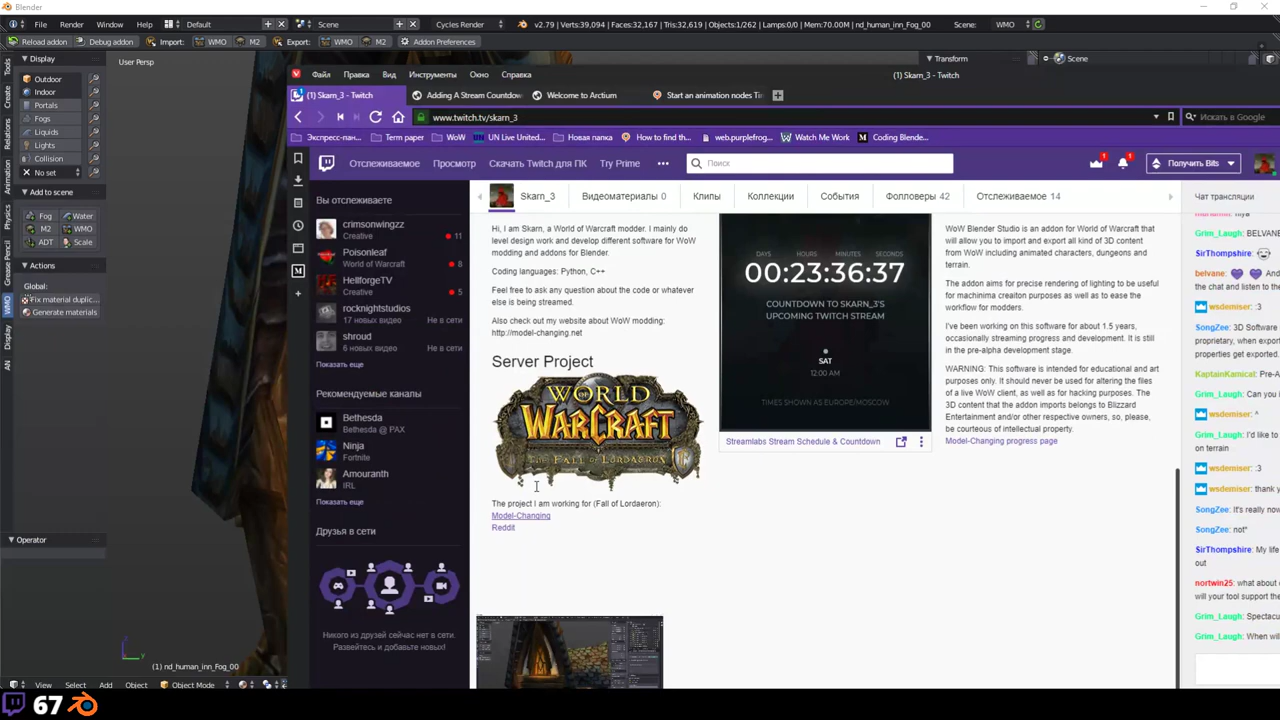 Blender
File Render Window Help Default Scene Cycles Render v2.79 | Verts:39,094 | Faces:32,167 | Tris:32,619 | Objects:1/262 | Lamps:0/0 | Mem:70.00M | nd_human_inn_Fog_00 Scene: WMO
Reload addon Debug addon Import: WMO M2 Export: WMO M2 Addon Preferences
Display
Outdoor
Indoor
Portals
Fogs
Liquids
Lights
Collision
No set
Add to scene
Fog Water
M2 WMO
ADT Scale
Actions
Global:
Fix material duplic...
Generate materials
Operator
Tools
Create
Relations
Animation
Physics
Grease Pencil
WMO
Display
AN
User Persp
Transform
Scene
(1) nd_human_inn_Fog_00
View Select Add Object Object Mode
67
Файл Правка Вид Инструменты Окно Справка
(1) Skarn_3 - Twitch
(1) Skarn_3 - Twitch Adding A Stream Countdow Welcome to Arctium Start an animation nodes Ti
www.twitch.tv/skarn_3 Искать в Google
Экспресс-пан... Term paper WoW UN Live United... Новая папка How to find th... web.purplefrog... Watch Me Work Coding Blende...
Отслеживаемое Просмотр Скачать Twitch для ПК Try Prime ••• Поиск 1 1 Получить Bits
Skarn_3 Видеоматериалы 0 Клипы Коллекции События Фолловеры 42 Отслеживаемое 14
Вы отслеживаете
crimsonwingzz
Creative 11
Poisonleaf
World of Warcraft 8
HellforgeTV
Creative 5
rocknightstudios
17 новых видео Не в сети
shroud
6 новых видео Не в сети
Показать еще
Рекомендуемые каналы
Bethesda
Bethesda @ PAX
Ninja
Fortnite
Amouranth
IRL
Показать еще
Друзья в сети
Никого из друзей сейчас нет в сети.
Развейтесь и добавьте новых!
Hi, I am Skarn, a World of Warcraft modder. I mainly do
level design work and develop different software for WoW
modding and addons for Blender.
Coding languages: Python, C++
Feel free to ask any question about the code or whatever
else is being streamed.
Also check out my website about WoW modding:
http://model-changing.net
Server Project
WORLD
OF
WARCRAFT
THE FALL OF LORDAERON
The project I am working for (Fall of Lordaeron):
Model-Changing
Reddit
DAYS HOURS MINUTES SECONDS
00:23:36:37
COUNTDOWN TO SKARN_3'S
UPCOMING TWITCH STREAM
SAT
12:00 AM
TIMES SHOWN AS EUROPE/MOSCOW
Streamlabs Stream Schedule & Countdown
WoW Blender Studio is an addon for World of Warcraft that
will allow you to import and export all kind of 3D content
from WoW including animated characters, dungeons and
terrain.
The addon aims for precise rendering of lighting to be useful
for machinima creaiton purposes as well as to ease the
workflow for modders.
I've been working on this software for about 1.5 years,
occasionally streaming progress and development. It is still
in the pre-alpha development stage.
WARNING: This software is intended for educational and art
purposes only. It should never be used for altering the files
of a live WoW client, as well as for hacking purposes. The
3D content that the addon imports belongs to Blizzard
Entertainment and/or other respective owners, so, please,
be courteous of intellectual property.
Model-Changing progress page
Чат трансляции
Grim_Laugh: BELVANE
SirThompshire:
belvane:
the chat and listen to the
wsdemiser: :3
SongZee: 3D Software
proprietary, when export
properties get exported.
KaptainKamical: Pre-A
Grim_Laugh: Can you i
wsdemiser: ^
Grim_Laugh: I'd like to
on terrain
wsdemiser: :3
wsdemiser: thank y
SongZee: It's really now
SongZee: not*
SirThompshire: My life
out
nortwin25: what about c
will your tool support the
Grim_Laugh: Spectacu
Grim_Laugh: When will